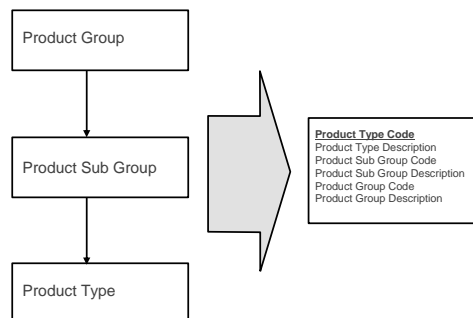 Product Group
Product Sub Group
Product Type
Product Type Code
Product Type Description
Product Sub Group Code
Product Sub Group Description
Product Group Code
Product Group Description